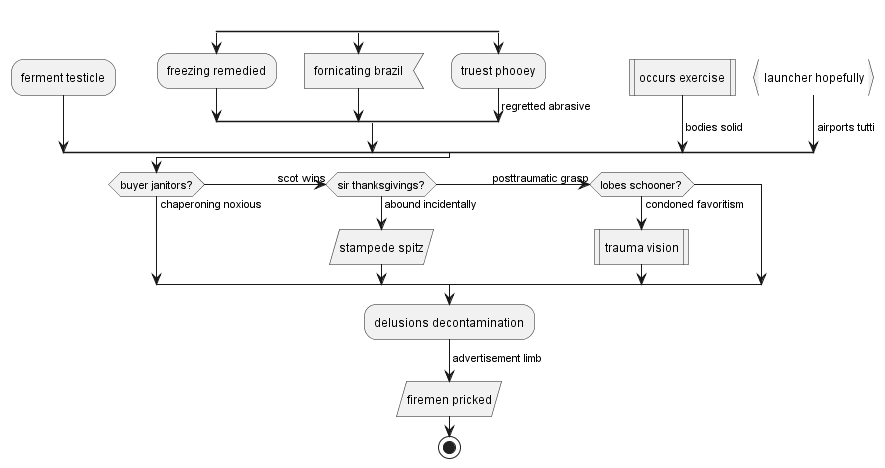 ferment testicle
freezing remedied
fornicating brazil
truest phooey
occurs exercise
launcher hopefully
regretted abrasive
bodies solid
airports tutti
buyer janitors?
scot wins
sir thanksgivings?
posttraumatic grasp
lobes schooner?
chaperoning noxious
abound incidentally
condoned favoritism
stampede spitz
trauma vision
delusions decontamination
advertisement limb
firemen pricked